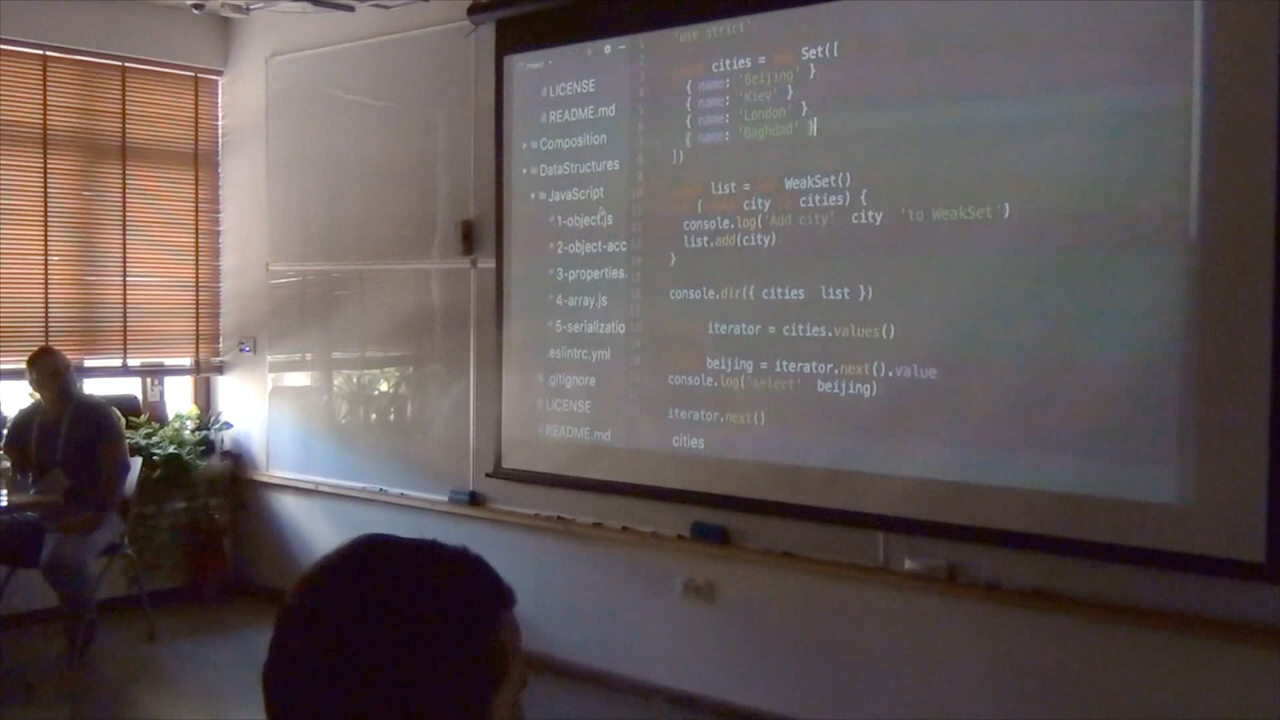 LICENSE
README.md
Composition
DataStructures
JavaScript
1-object.js
2-object-acc
3-properties.
4-array.js
5-serializatio
.eslintrc.yml
.gitignore
LICENSE
README.md
'use strict'
cities = Set([
{ name: 'Beijing' }
{ name: 'Kiev' }
{ name: 'London' }
{ name: 'Baghdad' }
])
list = WeakSet()
( city cities) {
console.log('Add city' city 'to WeakSet')
list.add(city)
}
console.dir({ cities list })
iterator = cities.values()
beijing = iterator.next().value
console.log('select' beijing)
iterator.next()
cities